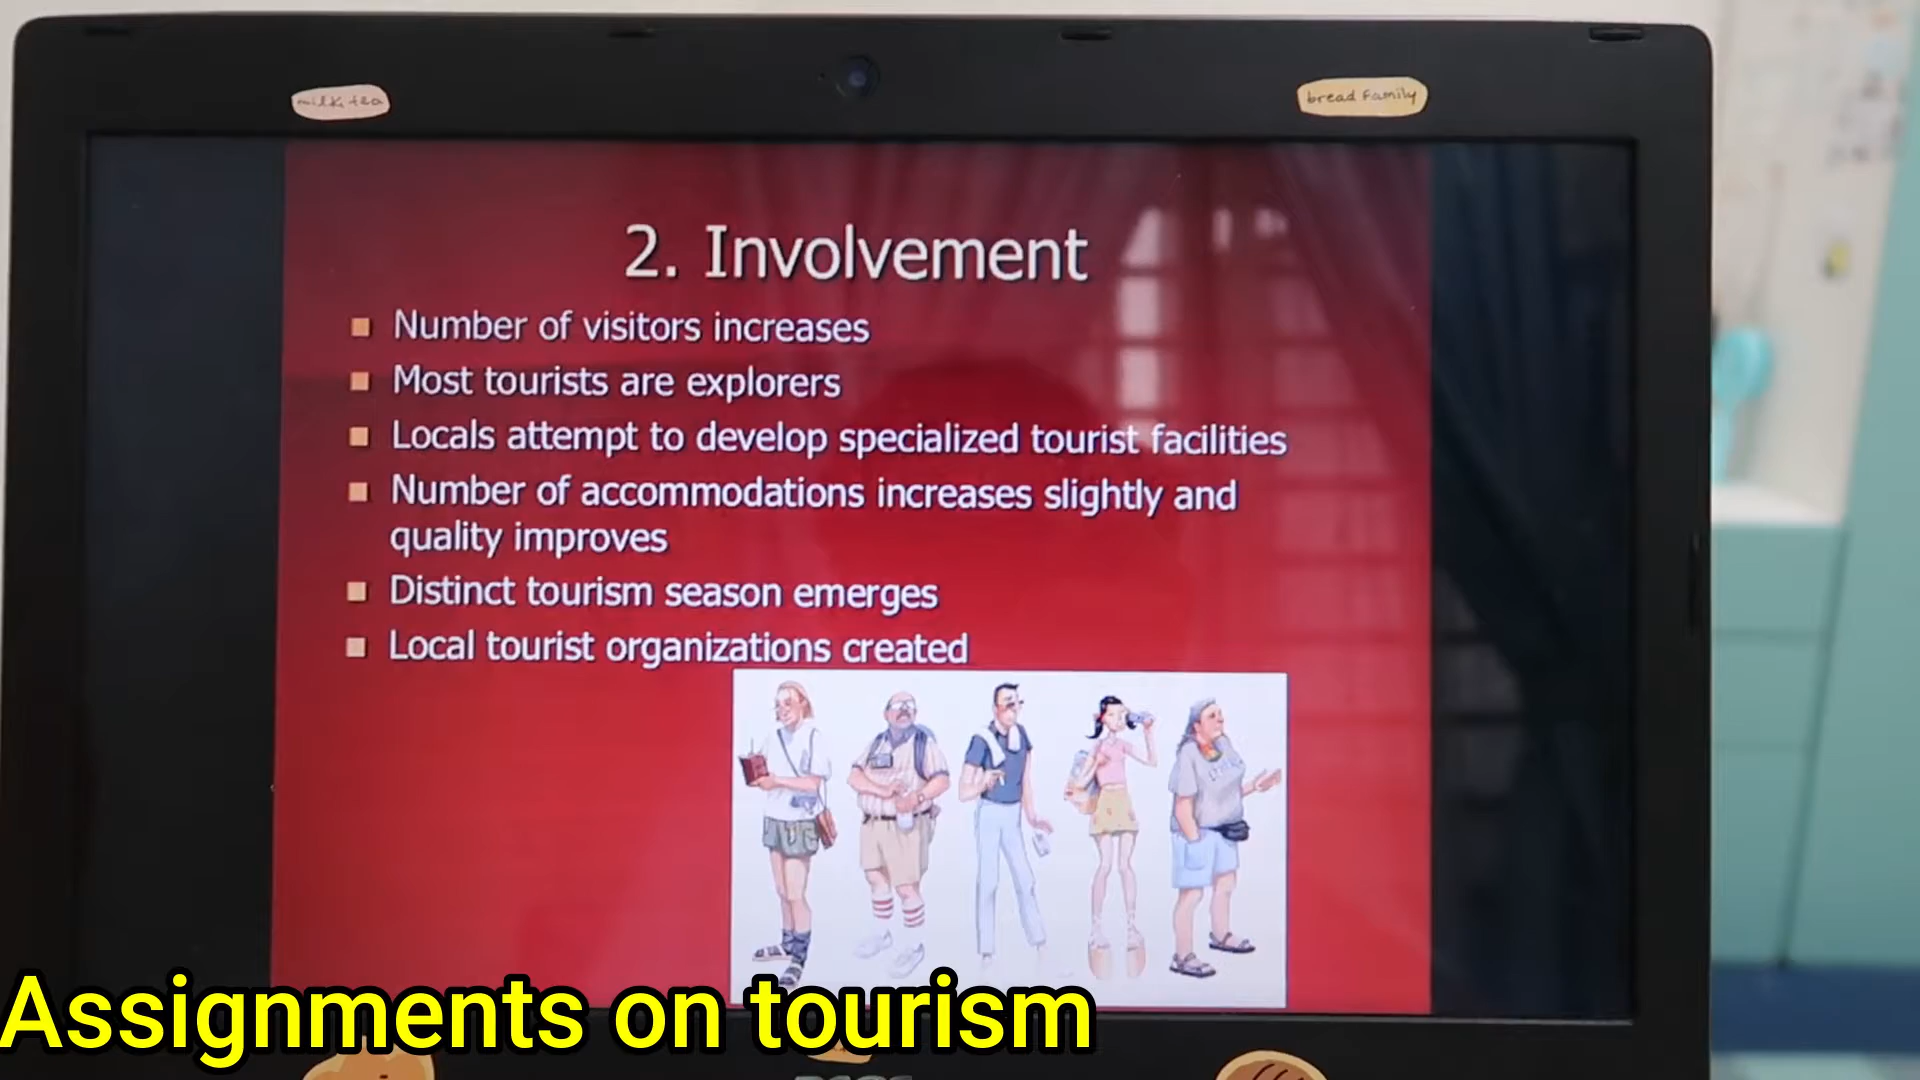 milk tea
bread family
2. Involvement
Number of visitors increases
Most tourists are explorers
Locals attempt to develop specialized tourist facilities
Number of accommodations increases slightly and
quality improves
Distinct tourism season emerges
Local tourist organizations created
Assignments on tourism